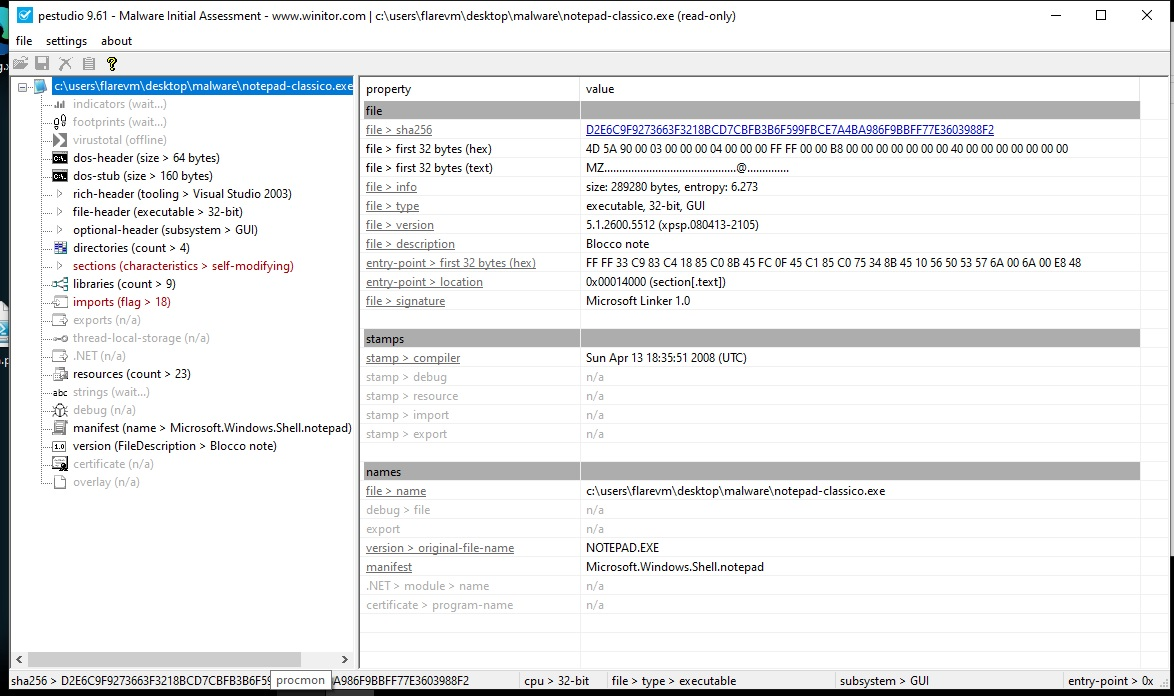 pestudio 9.61 - Malware Initial Assessment - www.winitor.com | c:\users\flarevm\desktop\malware\notepad-classico.exe (read-only)
file settings about
c:\users\flarevm\desktop\malware\notepad-classico.exe
indicators (wait...)
footprints (wait...)
virustotal (offline)
dos-header (size > 64 bytes)
dos-stub (size > 160 bytes)
rich-header (tooling > Visual Studio 2003)
file-header (executable > 32-bit)
optional-header (subsystem > GUI)
directories (count > 4)
sections (characteristics > self-modifying)
libraries (count > 9)
imports (flag > 18)
exports (n/a)
thread-local-storage (n/a)
.NET (n/a)
resources (count > 23)
abc strings (wait...)
debug (n/a)
manifest (name > Microsoft.Windows.Shell.notepad)
1.0 version (FileDescription > Blocco note)
certificate (n/a)
overlay (n/a)
property value
file
file > sha256 D2E6C9F9273663F3218BCD7CBFB3B6F599FBCE7A4BA986F9BBFF77E3603988F2
file > first 32 bytes (hex) 4D 5A 90 00 03 00 00 00 04 00 00 00 FF FF 00 00 B8 00 00 00 00 00 00 00 40 00 00 00 00 00 00 00
file > first 32 bytes (text) MZ..........................................@..............
file > info size: 289280 bytes, entropy: 6.273
file > type executable, 32-bit, GUI
file > version 5.1.2600.5512 (xpsp.080413-2105)
file > description Blocco note
entry-point > first 32 bytes (hex) FF FF 33 C9 83 C4 18 85 C0 8B 45 FC 0F 45 C1 85 C0 75 34 8B 45 10 56 50 53 57 6A 00 6A 00 E8 48
entry-point > location 0x00014000 (section[.text])
file > signature Microsoft Linker 1.0
stamps
stamp > compiler Sun Apr 13 18:35:51 2008 (UTC)
stamp > debug n/a
stamp > resource n/a
stamp > import n/a
stamp > export n/a
names
file > name c:\users\flarevm\desktop\malware\notepad-classico.exe
debug > file n/a
export n/a
version > original-file-name NOTEPAD.EXE
manifest Microsoft.Windows.Shell.notepad
.NET > module > name n/a
certificate > program-name n/a
sha256 > D2E6C9F9273663F3218BCD7CBFB3B6F59 procmon A986F9BBFF77E3603988F2 cpu > 32-bit file > type > executable subsystem > GUI entry-point > 0x